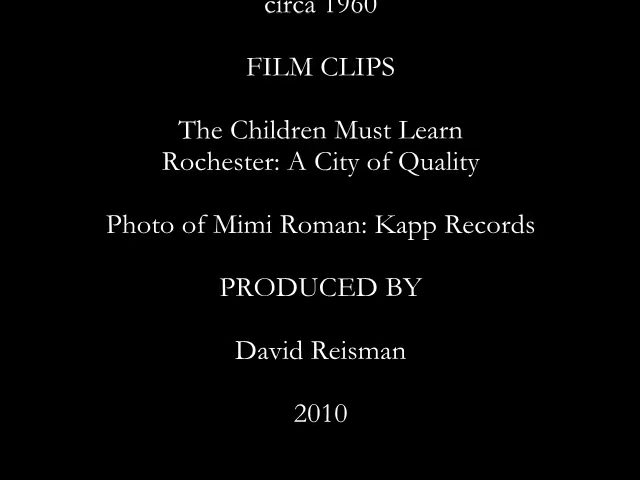 circa 1960
FILM CLIPS
The Children Must Learn
Rochester: A City of Quality
Photo of Mimi Roman: Kapp Records
PRODUCED BY
David Reisman
2010